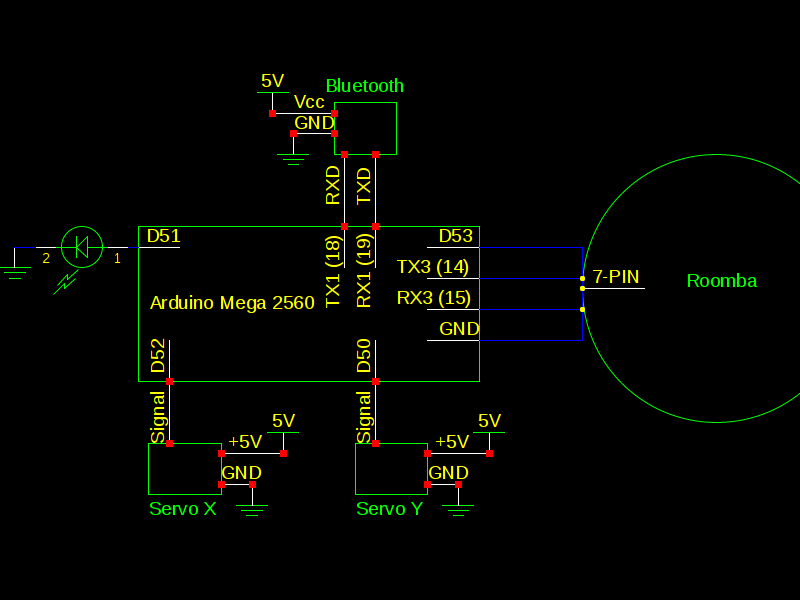 5V
Bluetooth
Vcc
GND
RXD
TXD
D51
D53
TX1 (18)
RX1 (19)
TX3 (14)
2
1
7-PIN
Roomba
RX3 (15)
Arduino Mega 2560
GND
D52
D50
Signal
+5V
5V
GND
Servo X
Signal
+5V
5V
GND
Servo Y